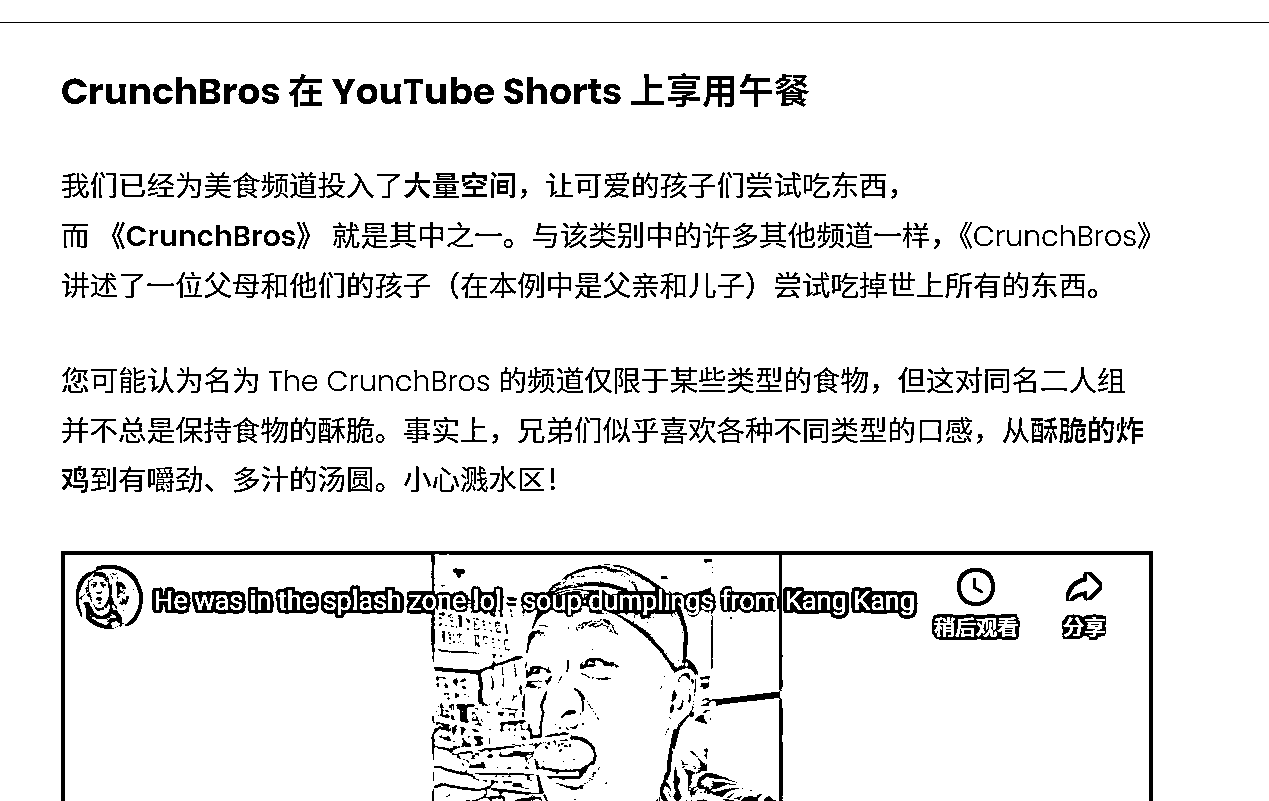 CrunchBros 在 YouTube Shorts 上享用午餐
我们已经为美食频道投入了大量空间，让可爱的孩子们尝试吃东西，
而 《CrunchBros》 就是其中之一。与该类别中的许多其他频道一样，《CrunchBros》
讲述了一位父母和他们的孩子（在本例中是父亲和儿子）尝试吃掉世上所有的东西。
您可能认为名为 The CrunchBros 的频道仅限于某些类型的食物，但这对同名二人组
并不总是保持食物的酥脆。事实上，兄弟们似乎喜欢各种不同类型的口感，从酥脆的炸
鸡到有嚼劲、多汁的汤圆。小心溅水区！
He was in the splash zone lol - soup dumplings from Kang Kang
稍后观看 分享